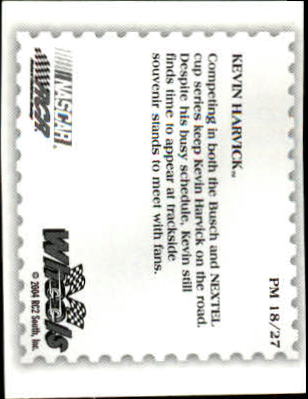 PM 18/27
KEVIN HARVICK™
Competing in both the Busch and NEXTEL
cup series keep Kevin Harvick on the road.
Despite his busy schedule, Kevin still
finds time to appear at trackside
souvenir stands to meet with fans.
NASCAR
RCR
Wheels
© 2004 RC2 South, Inc.